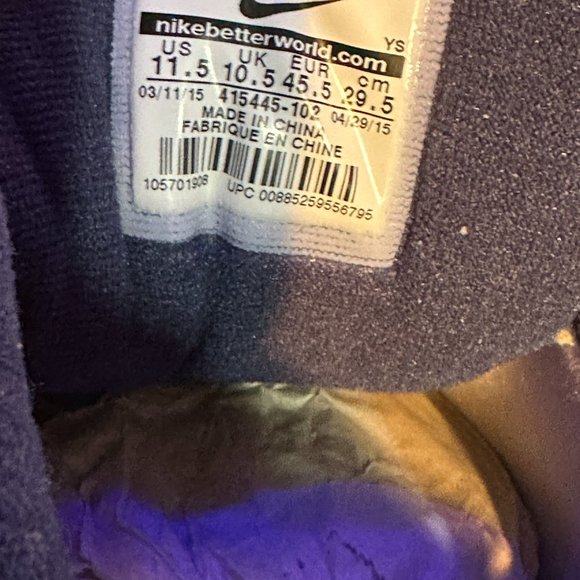 nikebetterworld.com YS
US UK EUR cm
11.5 10.5 45.5 29.5
03/11/15 415445-102 04/29/15
MADE IN CHINA
FABRIQUE EN CHINE
105701908 UPC 00885259556795